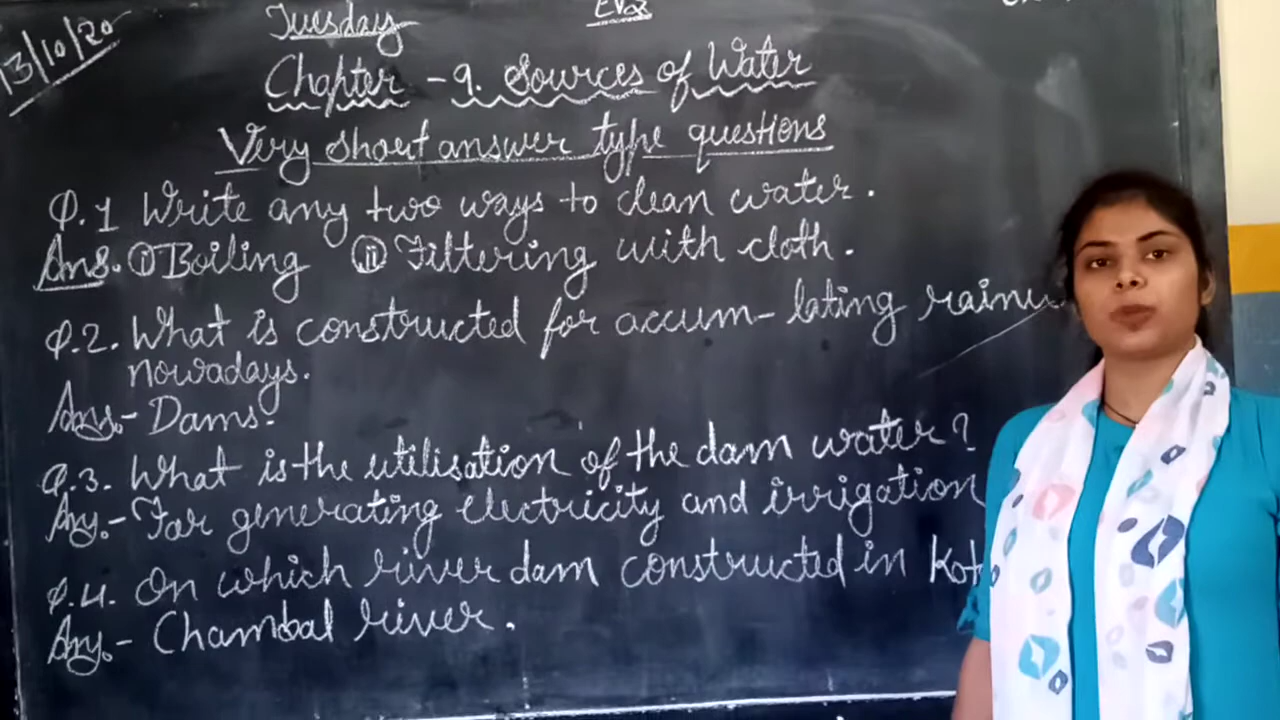 13/10/20
Tuesday
EVS
Chapter - 9. Sources of Water
Very short answer type questions
Q.1 Write any two ways to clean water.
Ans. (i) Boiling (ii) Filtering with cloth.
Q.2. What is constructed for accum- lating
nowadays.
Ans.- Dams.
Q.3. What is the utilisation of the dam water?
Ans.- For generating electricity and irrigation
Q.4. On which river dam constructed in
Ans.- Chambal river.